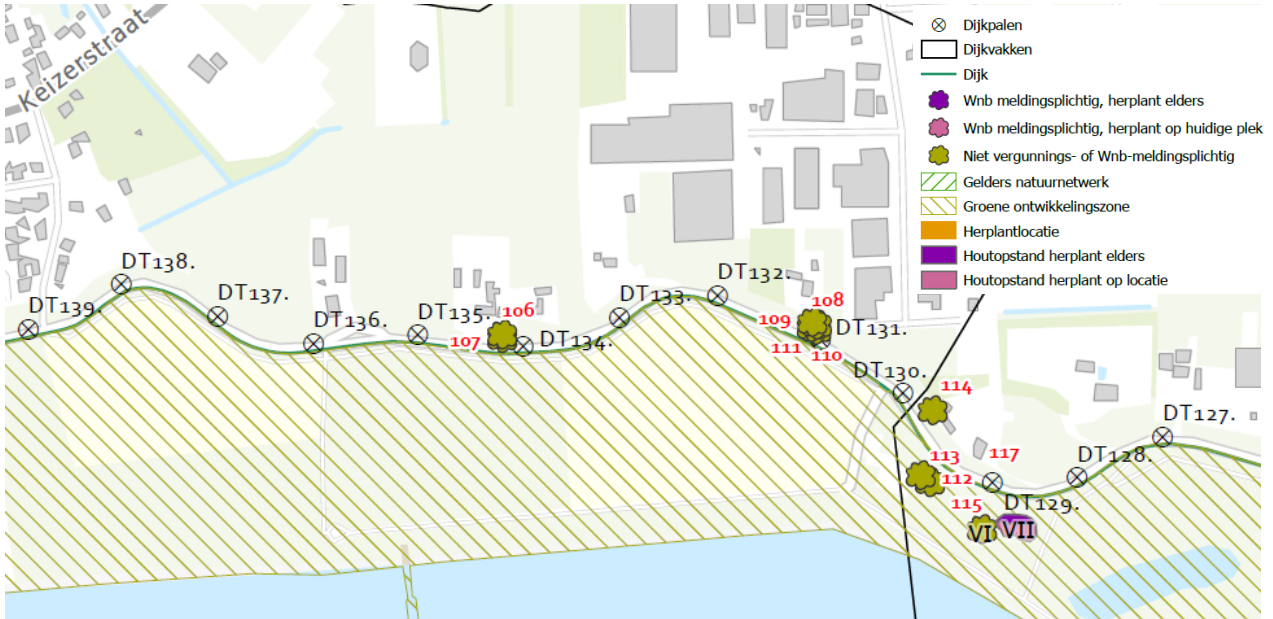 Keizerstraat
Dijkpalen
Dijkvakken
Dijk
Wnb meldingsplichtig, herplant elders
Wnb meldingsplichtig, herplant op huidige plek
Niet vergunnings- of Wnb-meldingsplichtig
Gelders natuurnetwerk
Groene ontwikkelingszone
Herplantlocatie
Houtopstand herplant elders
Houtopstand herplant op locatie
DT138.
DT139.
DT137.
DT136.
DT135.
106
107
DT134.
DT133.
DT132.
108
109
DT131.
111
110
DT130.
114
DT127.
113
117
DT128.
112
115
DT129.
VI
VII